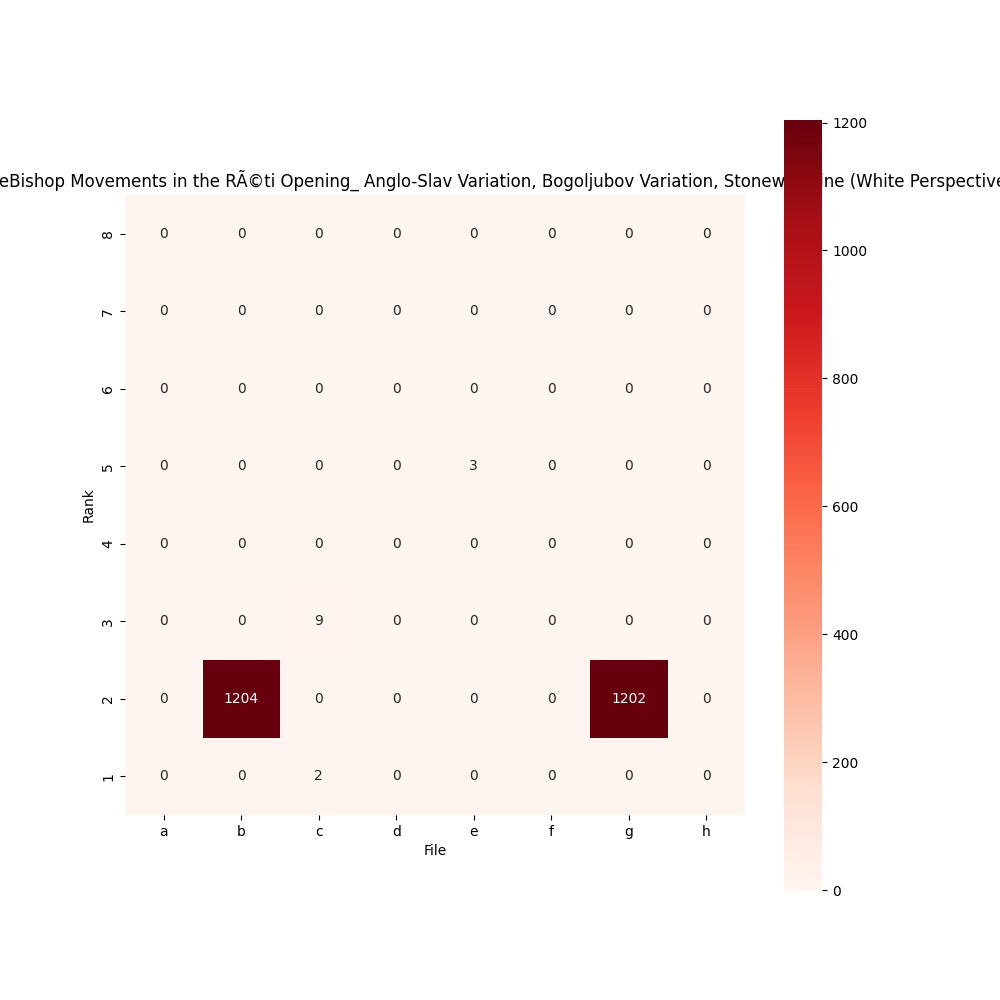 1200
eBishop Movements in the RÃ©ti Opening_ Anglo-Slav Variation, Bogoljubov Variation, Stonew ine (White Perspective
8 0 0 0 0 0 0 0 0
1000
7 0 0 0 0 0 0 0 0
6 0 0 0 0 0 0 0 0
800
5 0 0 0 0 3 0 0 0
Rank
600
4 0 0 0 0 0 0 0 0
3 0 0 9 0 0 0 0 0
400
2 0 1204 0 0 0 0 1202 0
200
1 0 0 2 0 0 0 0 0
a b c d e f g h
File
0